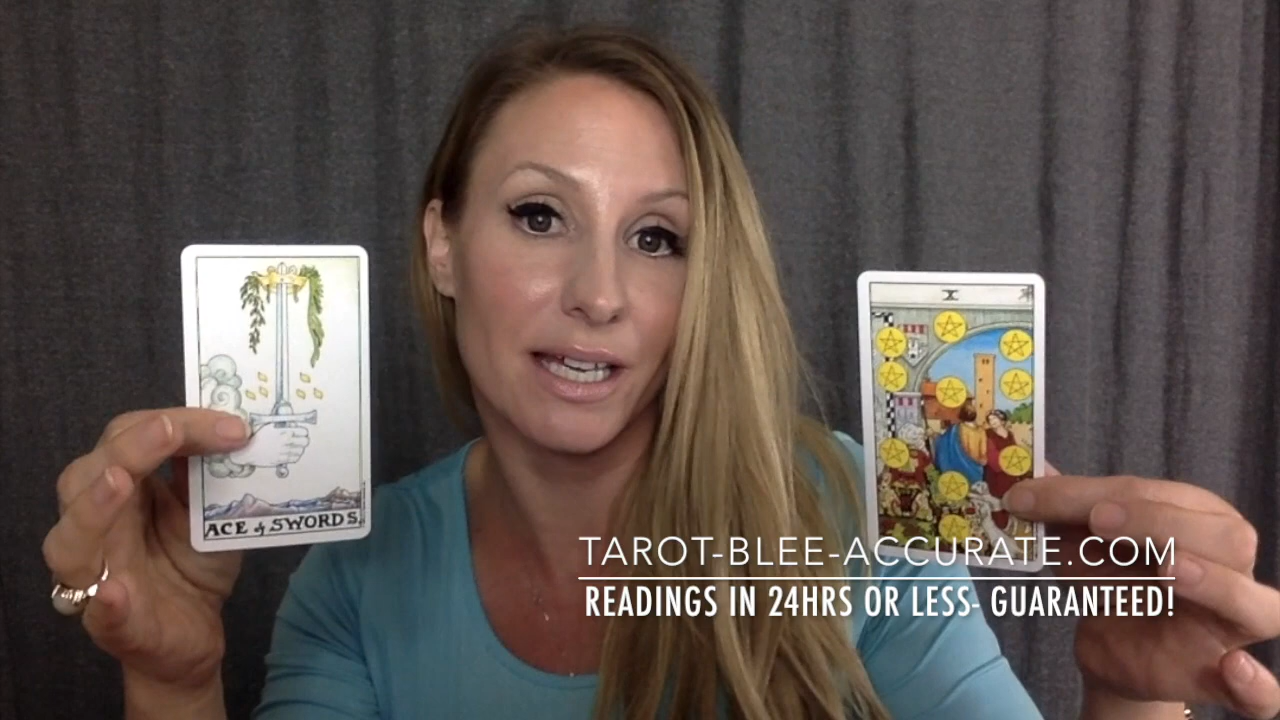 ACE of SWORDS.
X
TAROT-BLEE-ACCURATE.COM
READINGS IN 24HRS OR LESS- GUARANTEED!